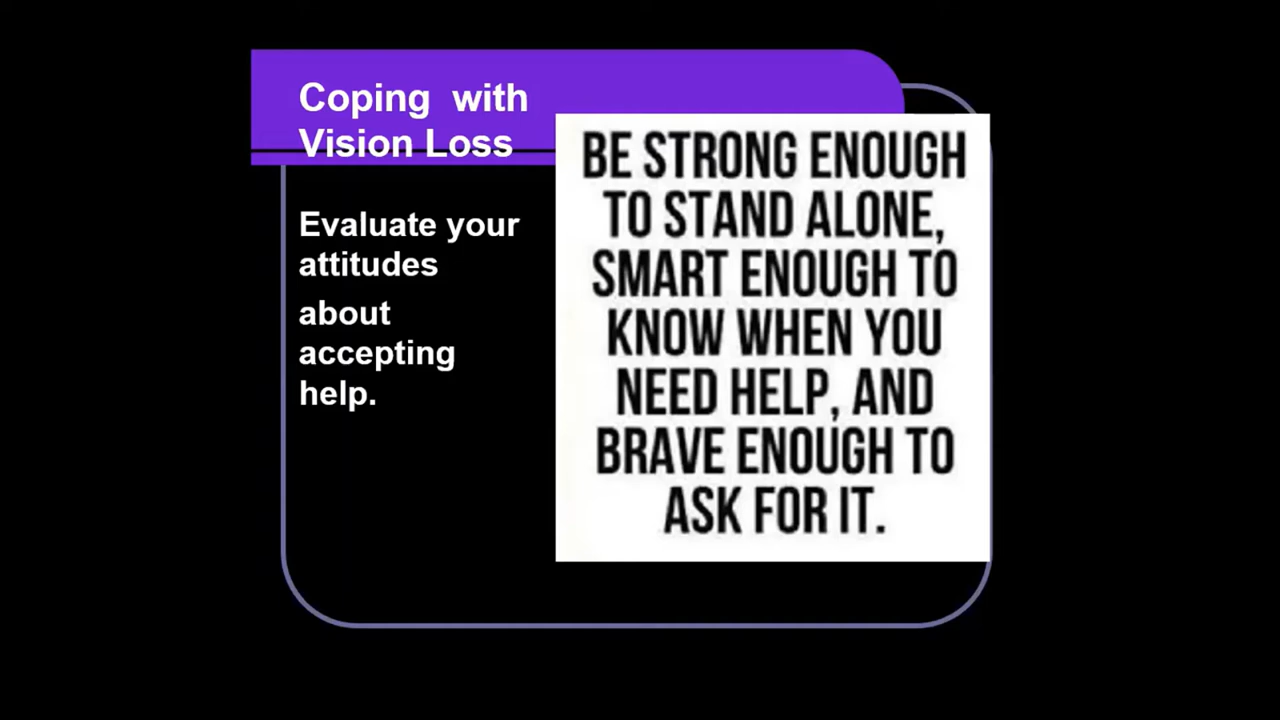 Coping with
Vision Loss
Evaluate your
attitudes
about
accepting
help.
BE STRONG ENOUGH
TO STAND ALONE,
SMART ENOUGH TO
KNOW WHEN YOU
NEED HELP, AND
BRAVE ENOUGH TO
ASK FOR IT.